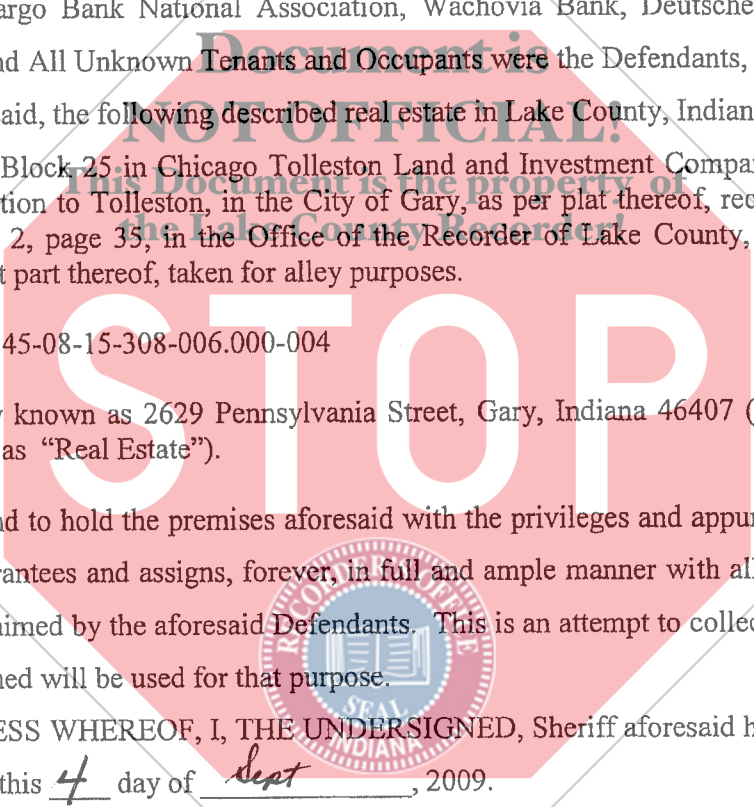 argo Bank National Association, Wachovia Bank, Deutsche
Document is
nd All Unknown Tenants and Occupants were the Defendants,
NOT OFFICIAL!
aid, the following described real estate in Lake County, Indian
Block 25 in Chicago Tolleston Land and Investment Compa
This Document is the property of
tion to Tolleston, in the City of Gary, as per plat thereof, rec
the Lake County Recorder!
2, page 35, in the Office of the Recorder of Lake County,
t part thereof, taken for alley purposes.
STOP
45-08-15-308-006.000-004
y known as 2629 Pennsylvania Street, Gary, Indiana 46407 (
as “Real Estate”).
nd to hold the premises aforesaid with the privileges and appur
rantees and assigns, forever, in full and ample manner with all
RECORDER'S OFFICE
aimed by the aforesaid Defendants. This is an attempt to collec
ned will be used for that purpose.
SEAL
ESS WHEREOF, I, THE UNDERSIGNED, Sheriff aforesaid h
INDIANA
this 4 day of Sept, 2009.